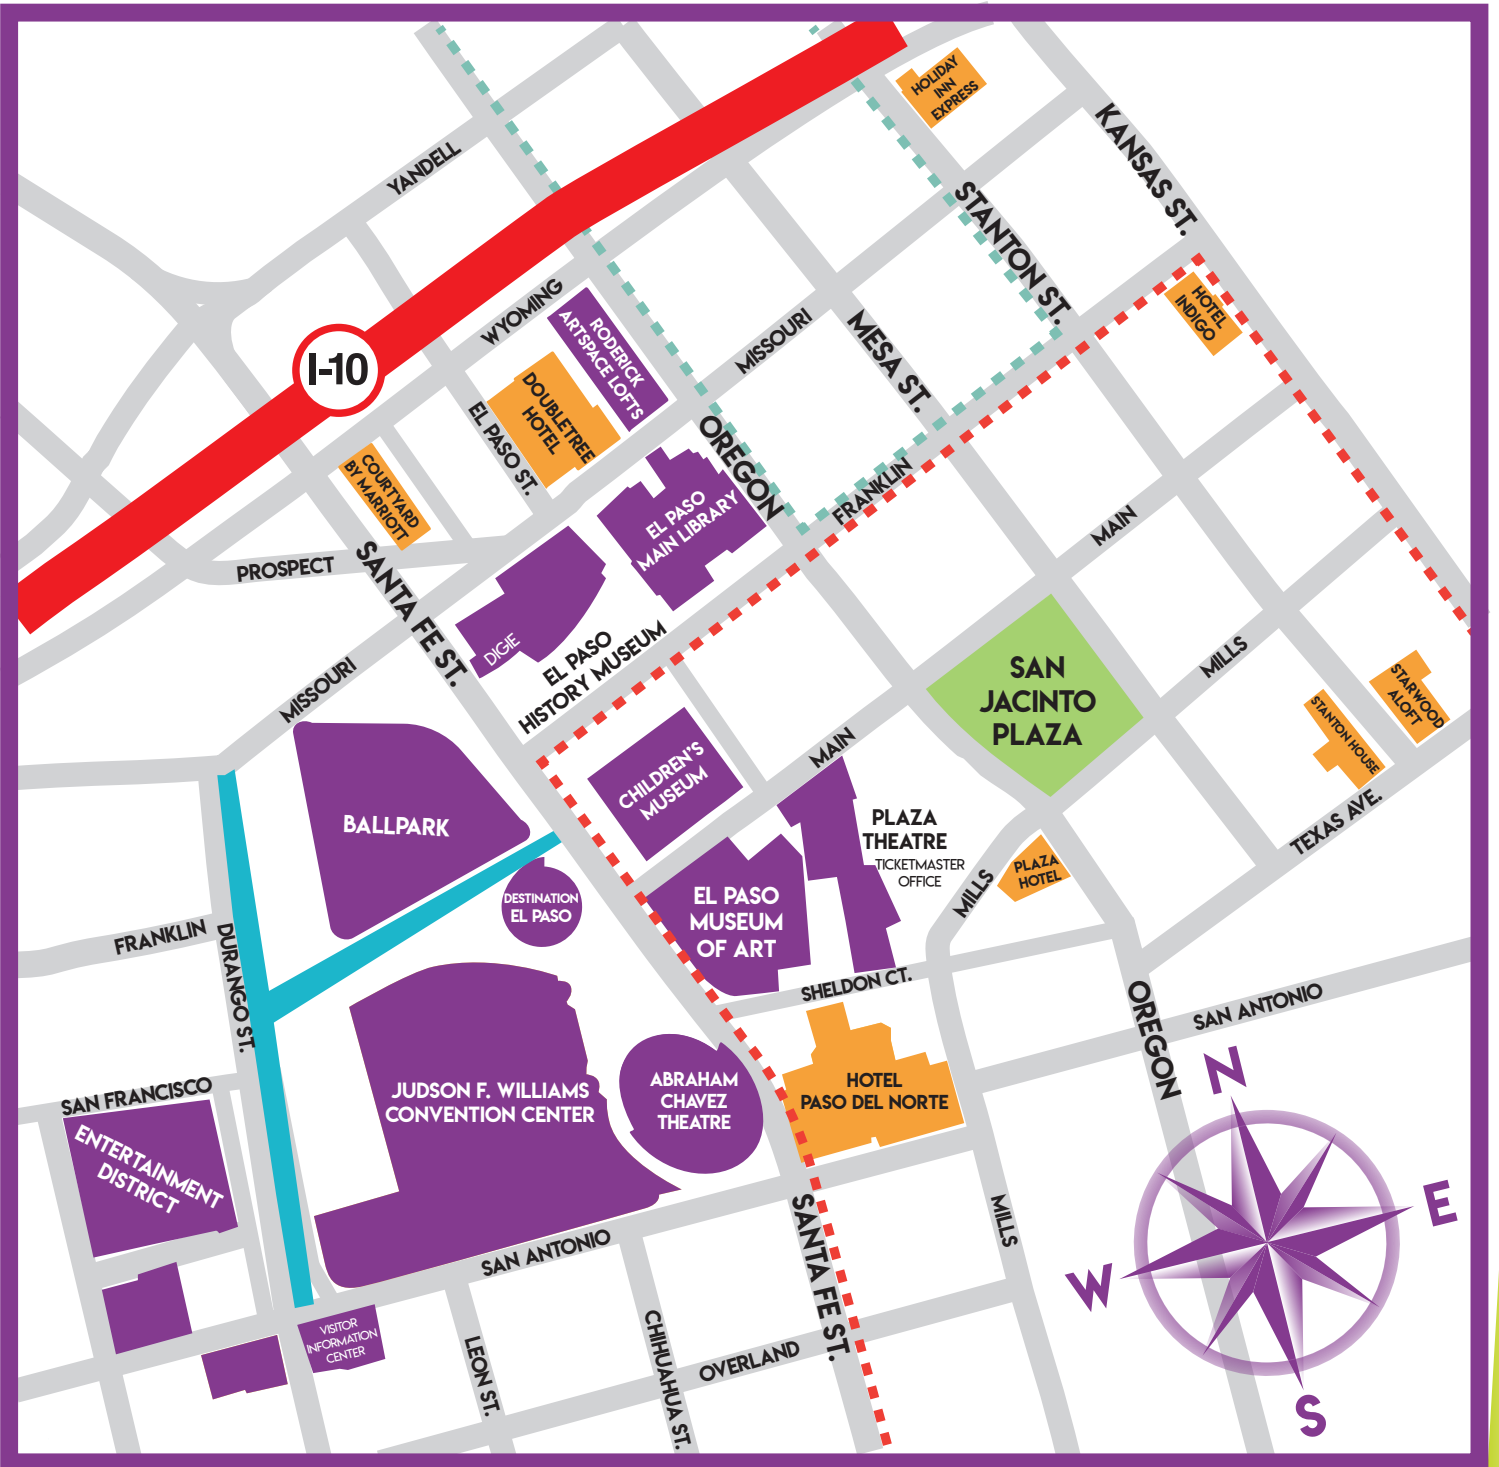 HOLIDAY
INN
EXPRESS
KANSAS ST.
YANDELL
STANTON ST.
WYOMING
HOTEL
INDIGO
RODERICK
ARTSPACE LOFTS
MISSOURI
MESA ST.
I-10
DOUBLETREE
HOTEL
EL PASO ST.
OREGON
COURTYARD
BY MARRIOTT
FRANKLIN
EL PASO
MAIN LIBRARY
MAIN
PROSPECT
SANTA FE ST.
DIGIE
EL PASO
HISTORY MUSEUM
SAN
JACINTO
PLAZA
MILLS
STARWOOD
ALOFT
STANTON HOUSE
MISSOURI
MAIN
CHILDREN'S
MUSEUM
BALLPARK
PLAZA
THEATRE
TICKETMASTER
OFFICE
TEXAS AVE.
PLAZA
HOTEL
MILLS
DESTINATION
EL PASO
EL PASO
MUSEUM
OF ART
FRANKLIN
DURANGO ST.
SHELDON CT.
OREGON
SAN ANTONIO
SAN FRANCISCO
JUDSON F. WILLIAMS
CONVENTION CENTER
ABRAHAM
CHAVEZ
THEATRE
HOTEL
PASO DEL NORTE
ENTERTAINMENT
DISTRICT
N
E
W
S
SANTA FE ST.
MILLS
SAN ANTONIO
VISITOR
INFORMATION
CENTER
LEON ST.
CHIHUAHUA ST.
OVERLAND